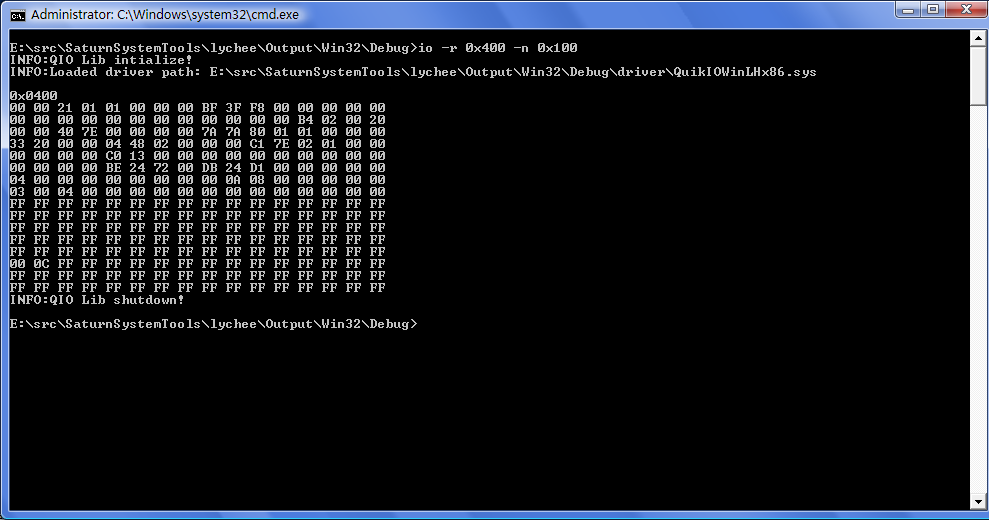 Administrator: C:\Windows\system32\cmd.exe
E:\src\SaturnSystemTools\lychee\Output\Win32\Debug>io -r 0x400 -n 0x100
INFO:QIO Lib intialize!
INFO:Loaded driver path: E:\src\SaturnSystemTools\lychee\Output\Win32\Debug\driver\QuikIOWinLHx86.sys
0x0400
00 00 21 01 01 00 00 00 BF 3F F8 00 00 00 00 00
00 00 00 00 00 00 00 00 00 00 00 00 B4 02 00 20
00 00 40 7E 00 00 00 00 7A 7A 80 01 01 00 00 00
33 20 00 00 04 48 02 00 00 00 C1 7E 02 01 00 00
00 00 00 00 C0 13 00 00 00 00 00 00 00 00 00 00
00 00 00 00 BE 24 72 00 DB 24 D1 00 00 00 00 00
04 00 00 00 00 00 00 00 00 0A 08 00 00 00 00 00
03 00 04 00 00 00 00 00 00 00 00 00 00 00 00 00
FF FF FF FF FF FF FF FF FF FF FF FF FF FF FF FF
FF FF FF FF FF FF FF FF FF FF FF FF FF FF FF FF
FF FF FF FF FF FF FF FF FF FF FF FF FF FF FF FF
FF FF FF FF FF FF FF FF FF FF FF FF FF FF FF FF
FF FF FF FF FF FF FF FF FF FF FF FF FF FF FF FF
00 0C FF FF FF FF FF FF FF FF FF FF FF FF FF FF
FF FF FF FF FF FF FF FF FF FF FF FF FF FF FF FF
FF FF FF FF FF FF FF FF FF FF FF FF FF FF FF FF
INFO:QIO Lib shutdown!
E:\src\SaturnSystemTools\lychee\Output\Win32\Debug>